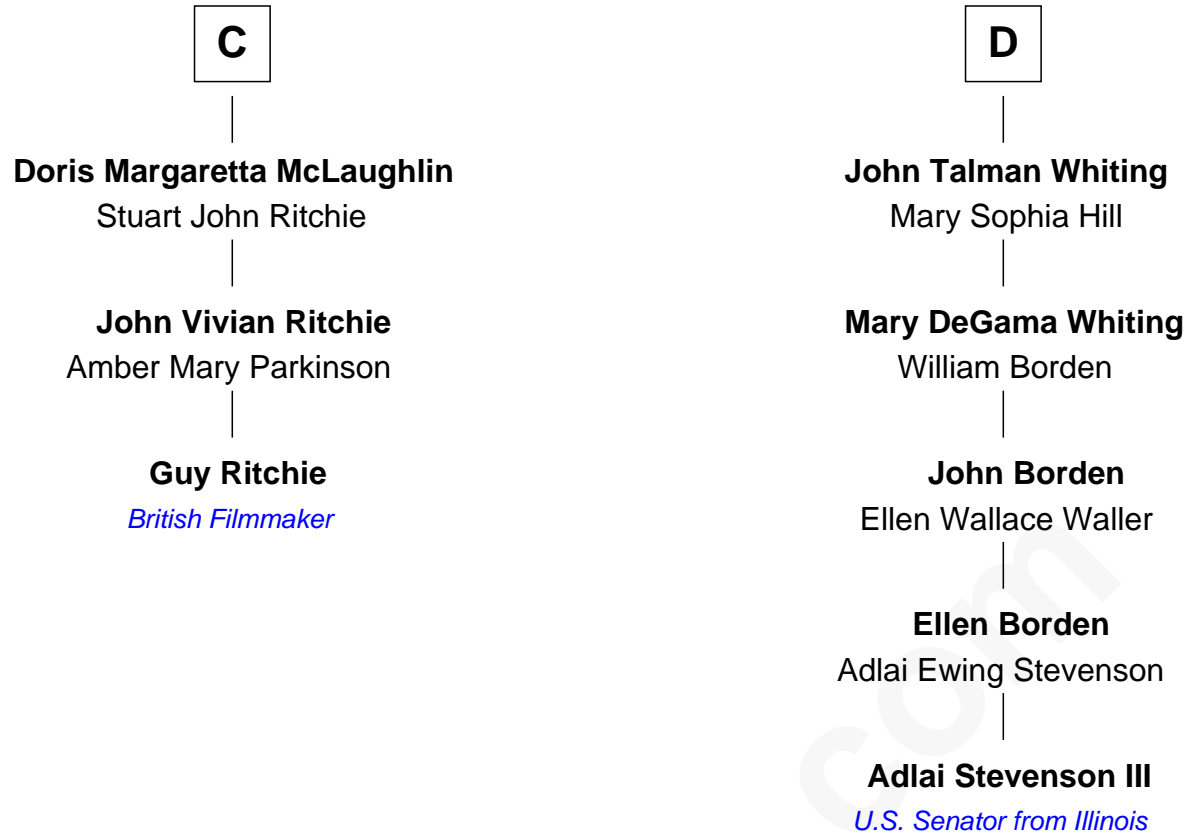 C
Doris Margaretta McLaughlin
Stuart John Ritchie
John Vivian Ritchie
Amber Mary Parkinson
Guy Ritchie
British Filmmaker
D
John Talman Whiting
Mary Sophia Hill
Mary DeGama Whiting
William Borden
John Borden
Ellen Wallace Waller
Ellen Borden
Adlai Ewing Stevenson
Adlai Stevenson III
U.S. Senator from Illinois
com